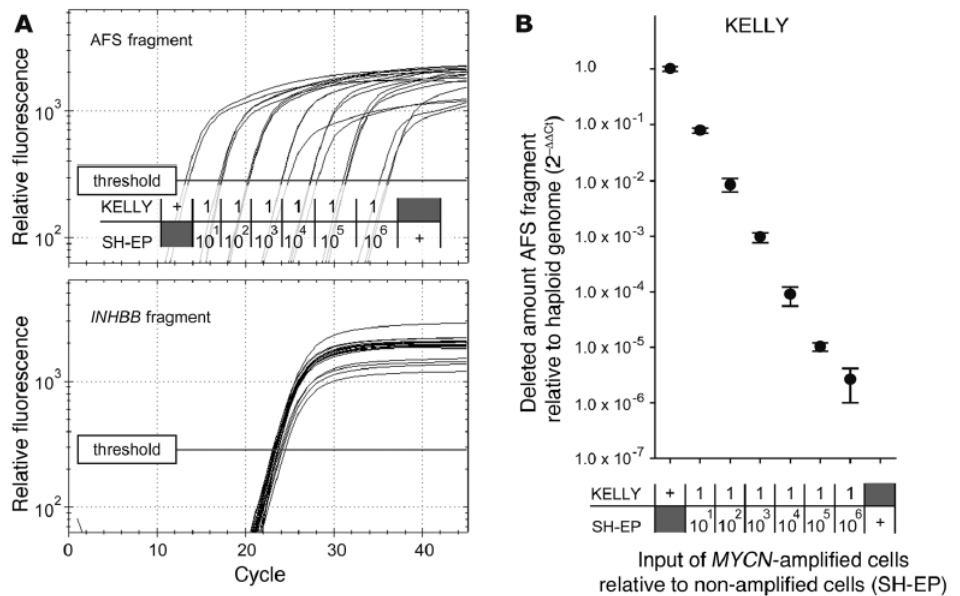 A
AFS fragment
Relative fluorescence
10³
10²
threshold
KELLY + 1 1 1 1 1 1
SH-EP 10¹ 10² 10³ 10⁴ 10⁵ 10⁶ +
INHBB fragment
Relative fluorescence
10³
10²
threshold
0 10 20 30 40
Cycle
B
KELLY
Deleted amount AFS fragment
relative to haploid genome (2^-ΔΔCt)
1.0
1.0 x 10⁻¹
1.0 x 10⁻²
1.0 x 10⁻³
1.0 x 10⁻⁴
1.0 x 10⁻⁵
1.0 x 10⁻⁶
1.0 x 10⁻⁷
KELLY + 1 1 1 1 1 1
SH-EP 10¹ 10² 10³ 10⁴ 10⁵ 10⁶ +
Input of MYCN-amplified cells
relative to non-amplified cells (SH-EP)